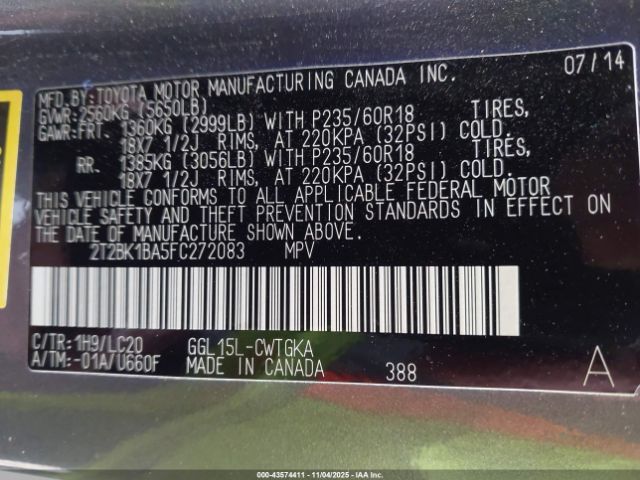 MFD.BY: TOYOTA MOTOR MANUFACTURING CANADA INC. 07/14
GVWR: 2560KG (5650LB)
GAWR: FRT. 1360KG (2999LB) WITH P235/60R18 TIRES,
18X7 1/2J RIMS, AT 220KPA (32PSI) COLD.
RR. 1385KG (3056LB) WITH P235/60R18 TIRES,
18X7 1/2J RIMS, AT 220KPA (32PSI) COLD.
THIS VEHICLE CONFORMS TO ALL APPLICABLE FEDERAL MOTOR
VEHICLE SAFETY AND THEFT PREVENTION STANDARDS IN EFFECT ON
THE DATE OF MANUFACTURE SHOWN ABOVE.
2T2BK1BA5FC272083 MPV
C/TR: 1H9/LC20 GGL15L-CWTGKA
A/TM: -01A/U660F MADE IN CANADA 388 A
000-43574411 - 11/04/2025 - IAAI.COM